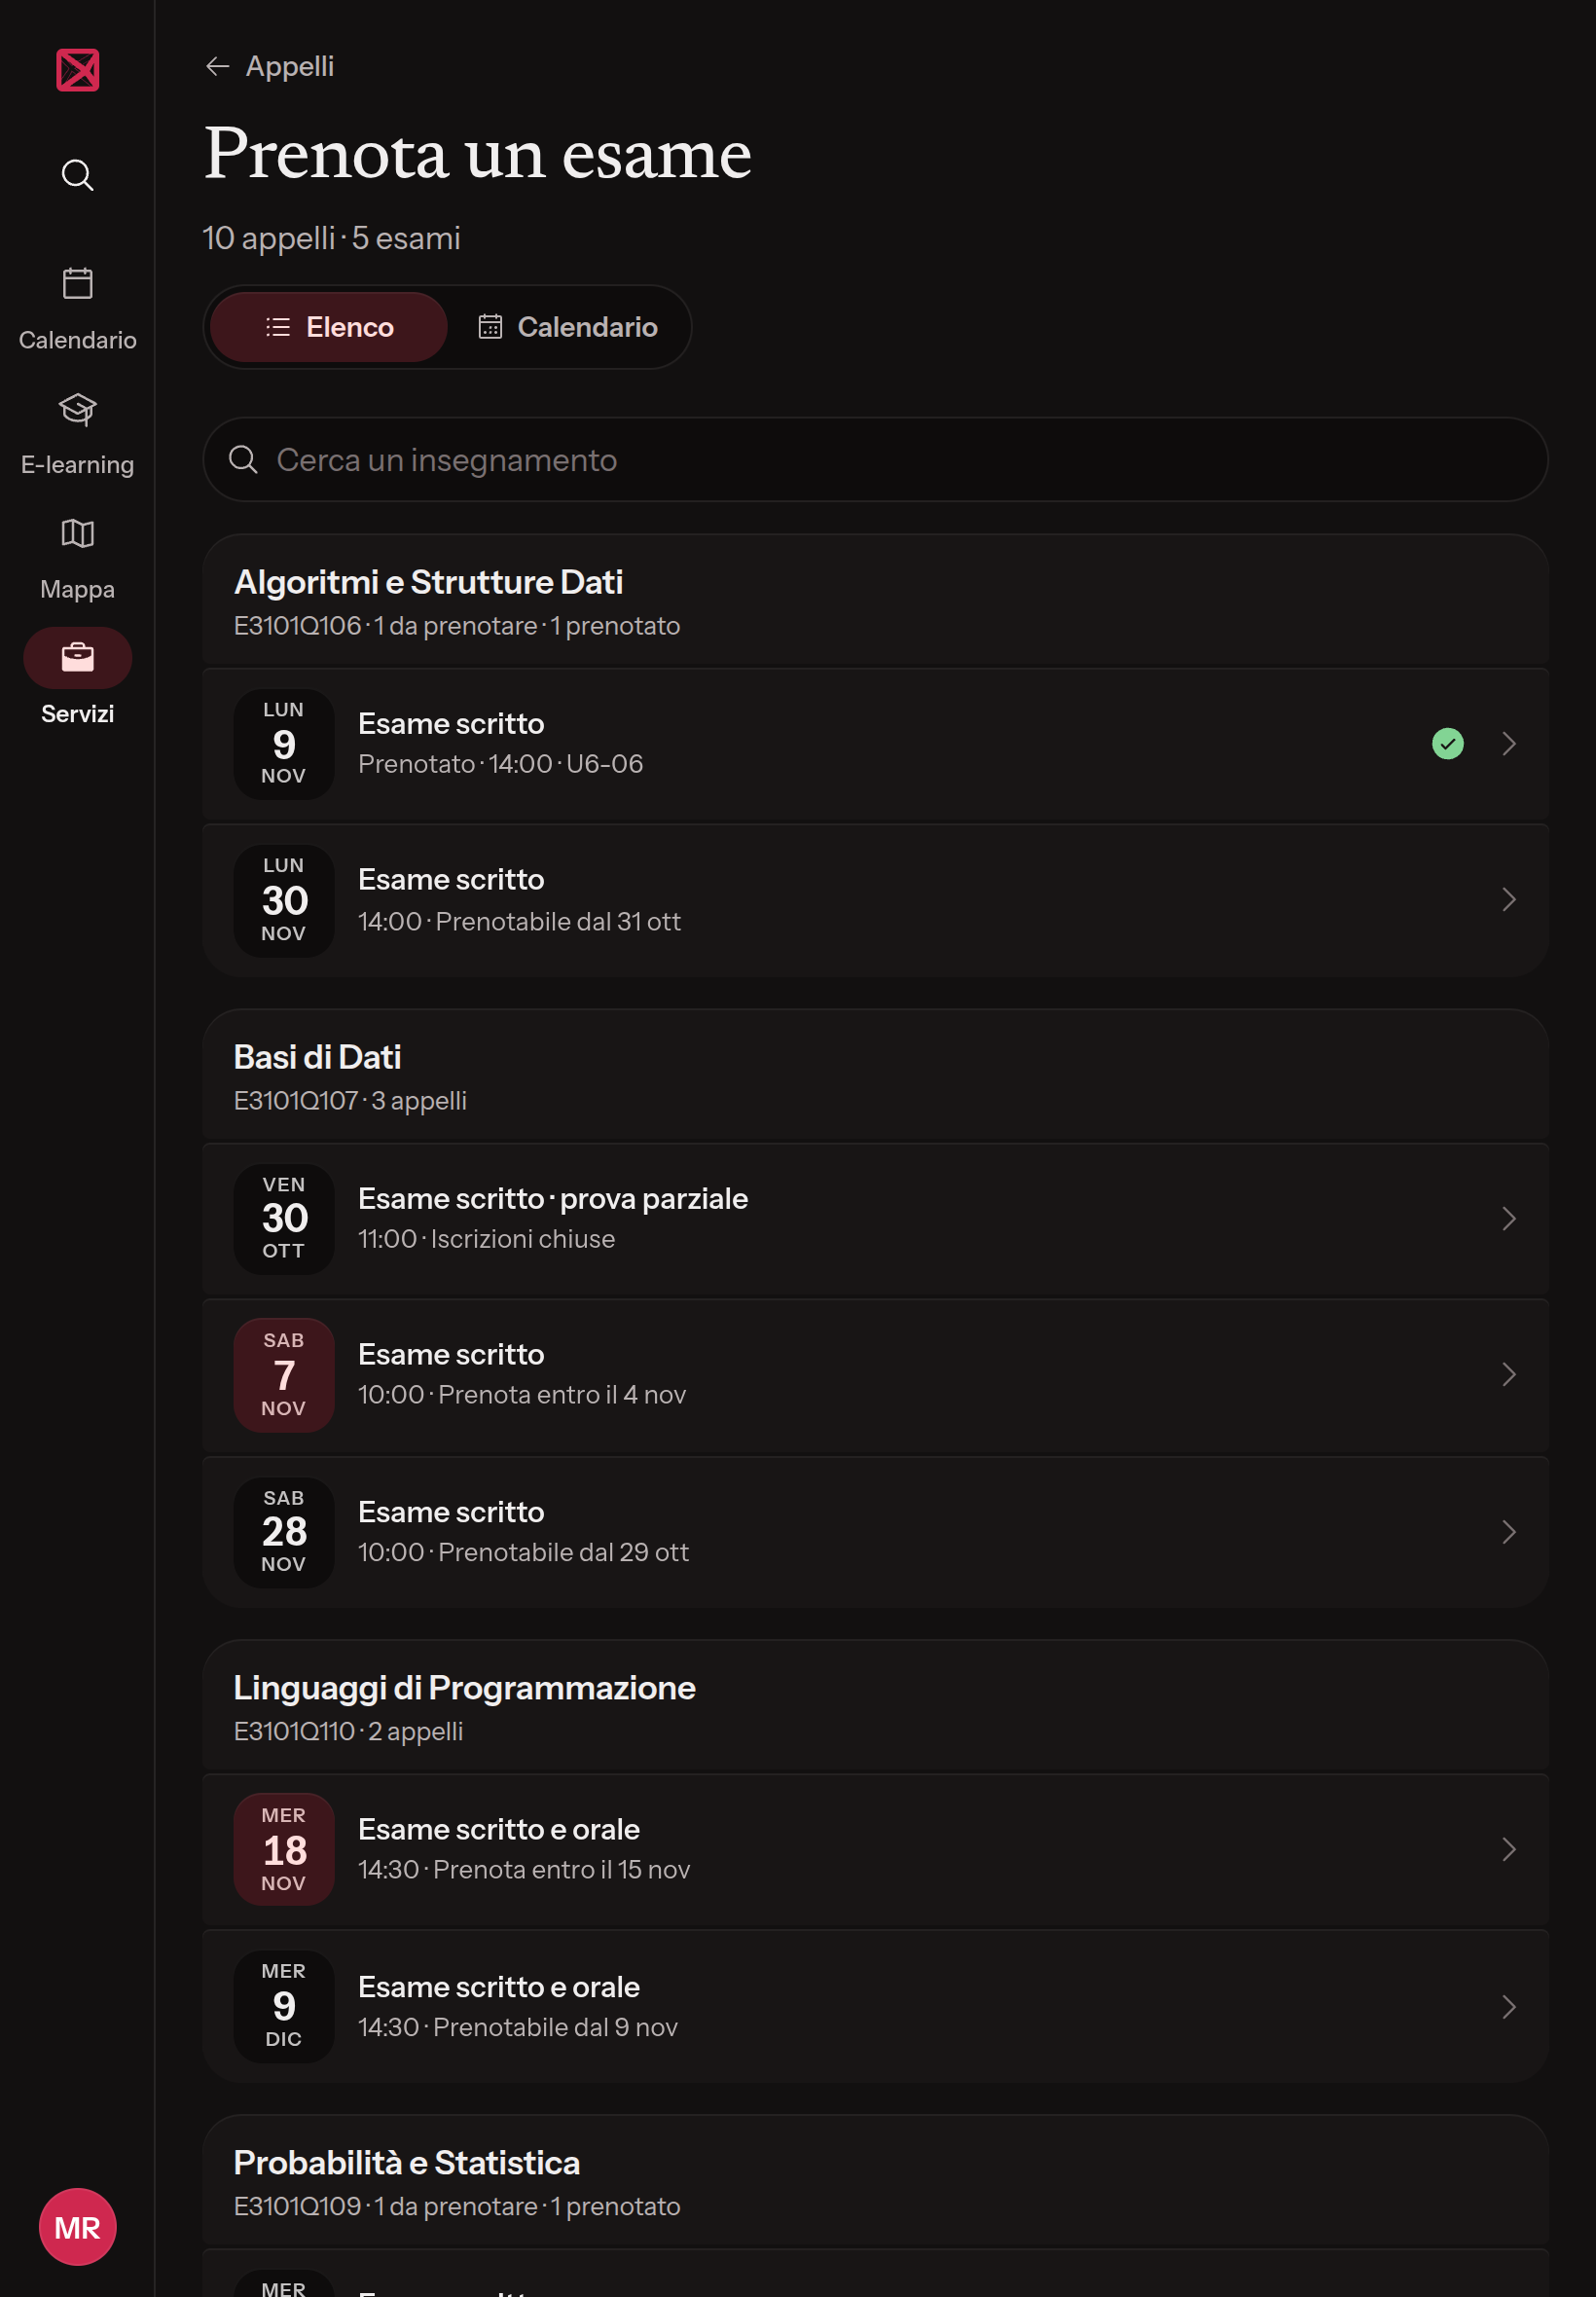 Appelli
Prenota un esame
10 appelli · 5 esami
Elenco
Calendario
Cerca un insegnamento
Calendario
E-learning
Mappa
Servizi
MR
Algoritmi e Strutture Dati
E3101Q106 · 1 da prenotare · 1 prenotato
LUN
9
NOV
Esame scritto
Prenotato · 14:00 · U6-06
LUN
30
NOV
Esame scritto
14:00 · Prenotabile dal 31 ott
Basi di Dati
E3101Q107 · 3 appelli
VEN
30
OTT
Esame scritto · prova parziale
11:00 · Iscrizioni chiuse
SAB
7
NOV
Esame scritto
10:00 · Prenota entro il 4 nov
SAB
28
NOV
Esame scritto
10:00 · Prenotabile dal 29 ott
Linguaggi di Programmazione
E3101Q110 · 2 appelli
MER
18
NOV
Esame scritto e orale
14:30 · Prenota entro il 15 nov
MER
9
DIC
Esame scritto e orale
14:30 · Prenotabile dal 9 nov
Probabilità e Statistica
E3101Q109 · 1 da prenotare · 1 prenotato
MER